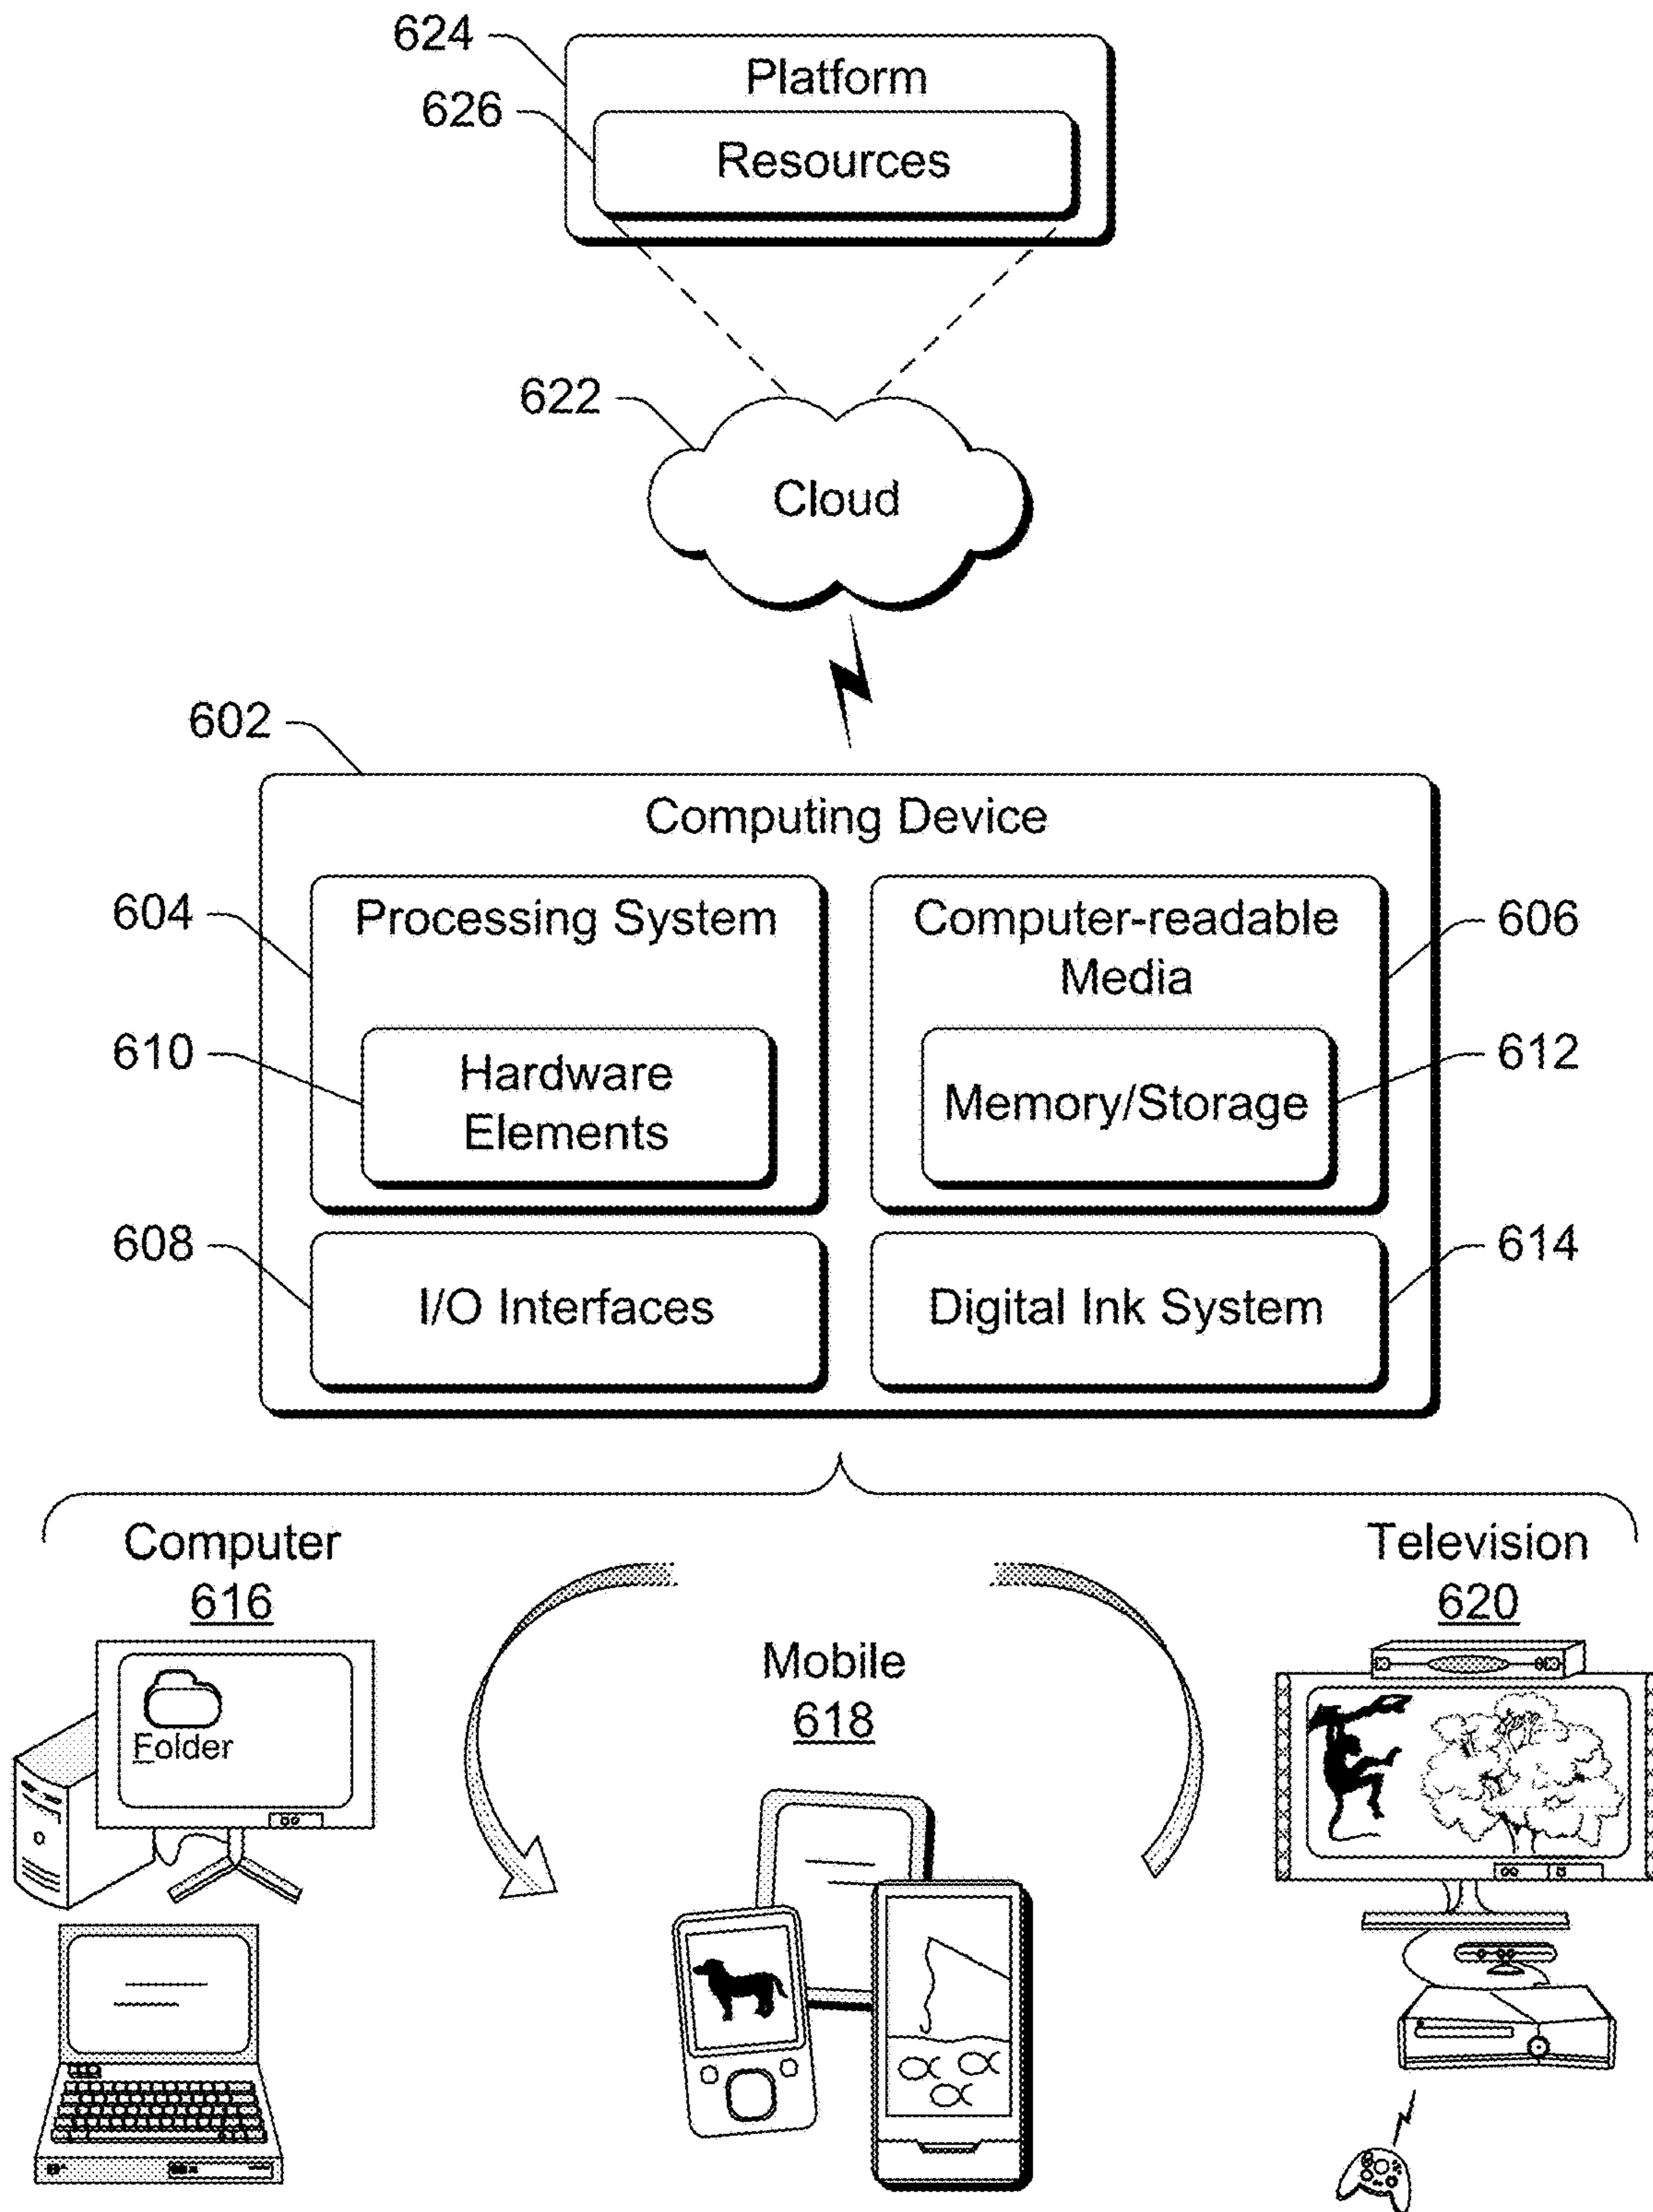 624
Platform
626
Resources
622
Cloud
602
Computing Device
604
Processing System
Computer-readable
Media
606
610
Hardware
Elements
Memory/Storage
612
608
I/O Interfaces
Digital Ink System
614
Computer
616
Television
620
Mobile
618
Folder